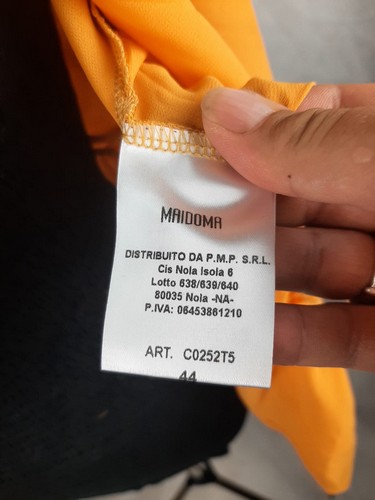 MAIDOMA
DISTRIBUITO DA P.M.P. S.R.L.
Cis Nola Isola 6
Lotto 638/639/640
80035 Nola -NA-
P.IVA: 06453861210
ART. C0252T5
44